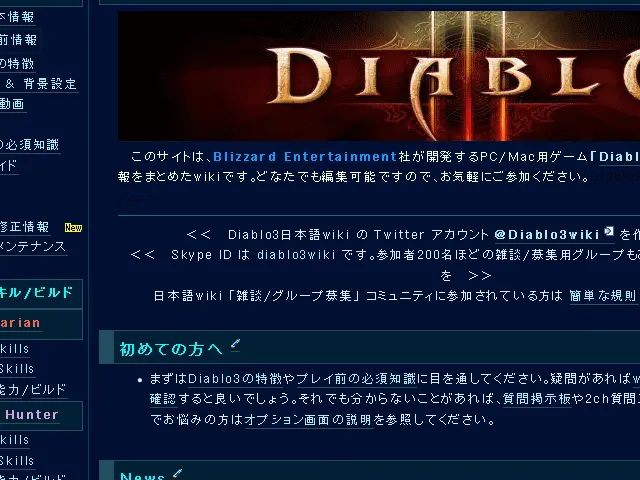 本情報
前情報
の特徴
& 背景設定
動画
の必須知識
イド
修正情報 New
メンテナンス
キル/ビルド
arian
kills
Skills
能力/ビルド
Hunter
kills
Skills
能力/ビルド
DIABLO
このサイトは、Blizzard Entertainment社が開発するPC/Mac用ゲーム「Diabl
報をまとめたwikiです。どなたでも編集可能ですので、お気軽にご参加ください。
<< Diablo3日本語wiki の Twitter アカウント @Diablo3wiki を作
<< Skype ID は diablo3wiki です。参加者200名ほどの雑談/募集用グループも
を >>
日本語wiki 「雑談/グループ募集」 コミュニティに参加されている方は 簡単な規則
初めての方へ
・まずはDiablo3の特徴やプレイ前の必須知識に目を通してください。疑問があればw
確認すると良いでしょう。それでも分からないことがあれば、質問掲示板や2ch質問
でお悩みの方はオプション画面の説明を参照してください。
News